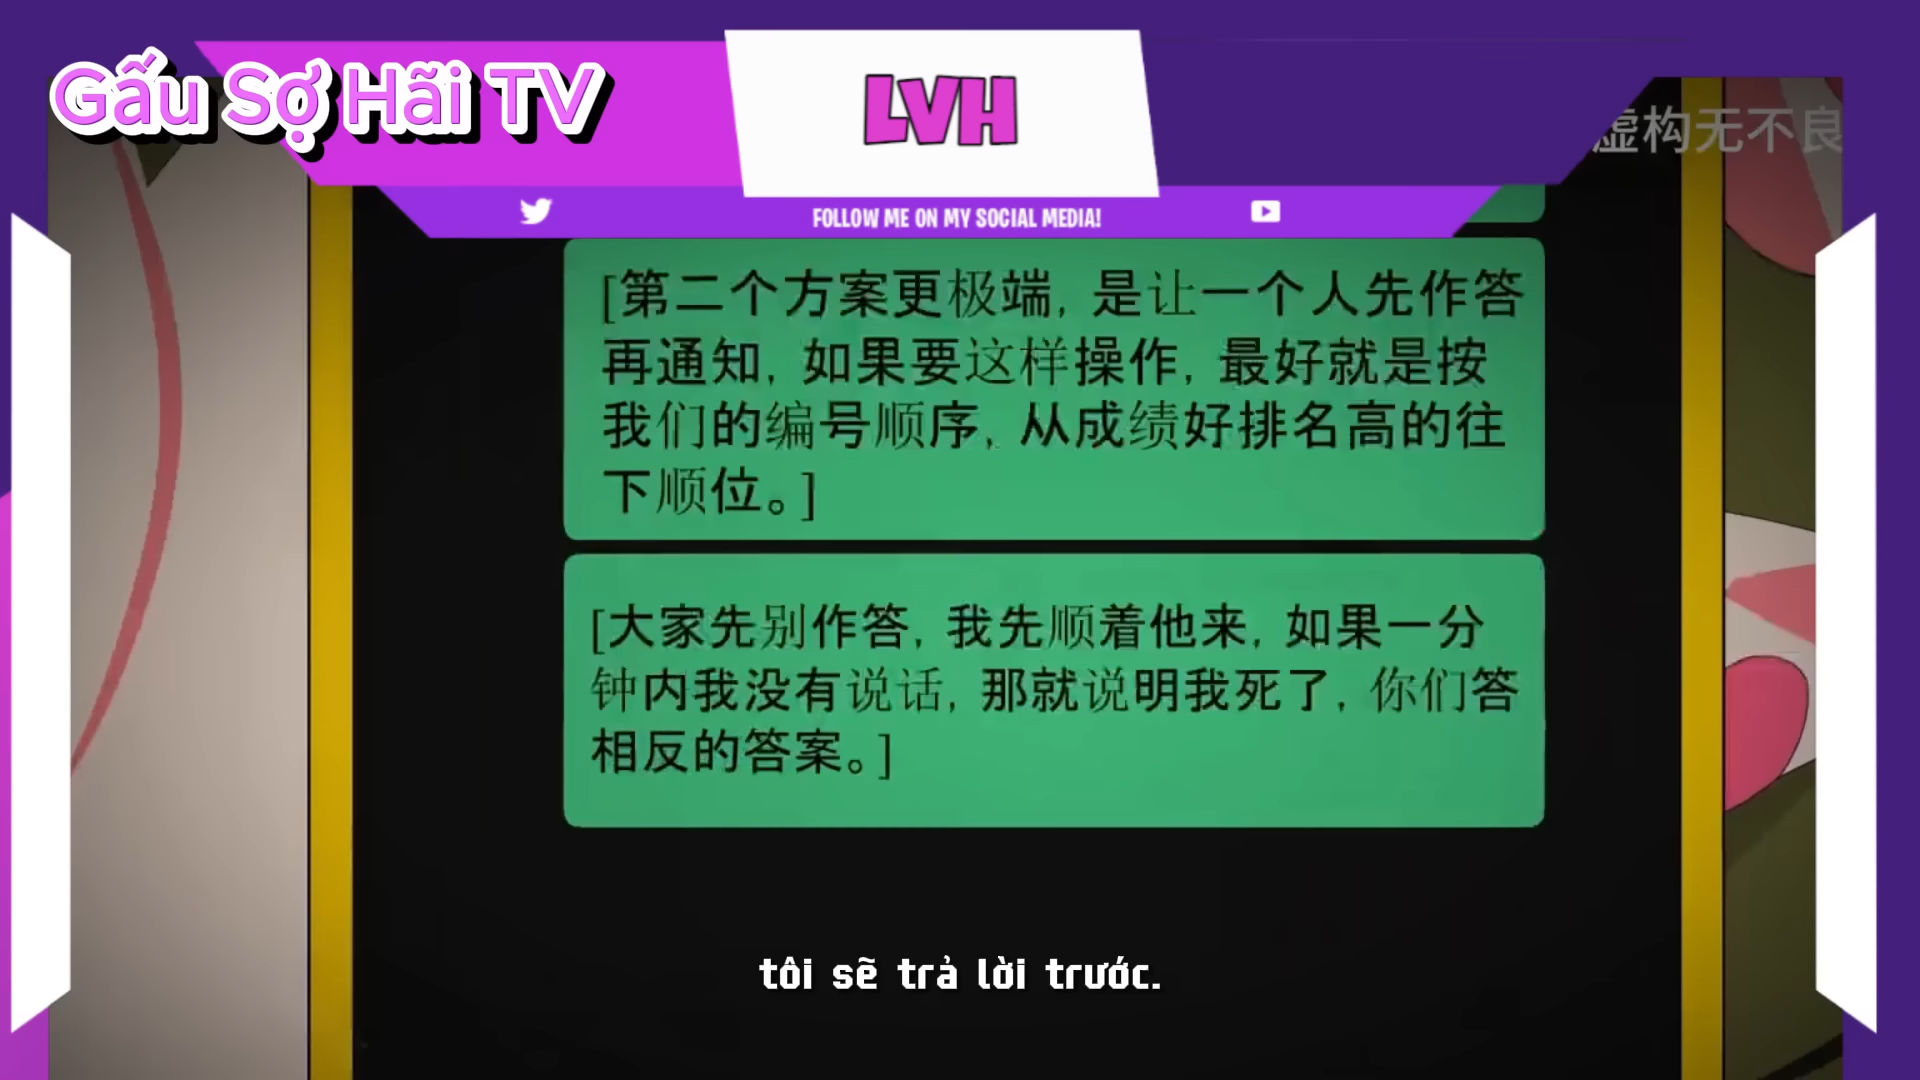 Gấu Sợ Hãi TV
LVH
虚构无不良
FOLLOW ME ON MY SOCIAL MEDIA!
[第二个方案更极端, 是让一个人先作答
再通知, 如果要这样操作, 最好就是按
我们的编号顺序, 从成绩好排名高的往
下顺位。]
[大家先别作答, 我先顺着他来, 如果一分
钟内我没有说话, 那就说明我死了, 你们答
相反的答案。]
tôi sẽ trả lời trước.